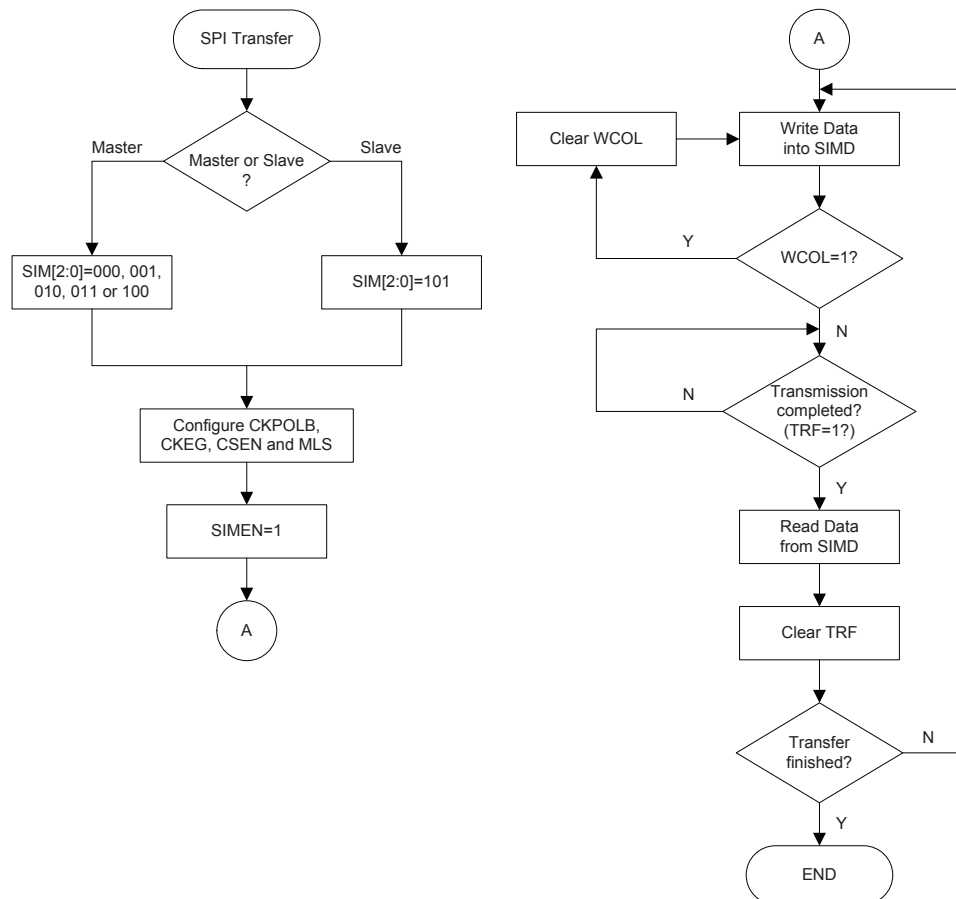 SPI Transfer
Master
Master or Slave
?
Slave
SIM[2:0]=000, 001,
010, 011 or 100
SIM[2:0]=101
Configure CKPOLB,
CKEG, CSEN and MLS
SIMEN=1
A
A
Write Data
into SIMD
Clear WCOL
Y
WCOL=1?
N
N
Transmission
completed?
(TRF=1?)
Y
Read Data
from SIMD
Clear TRF
Transfer
finished?
N
Y
END